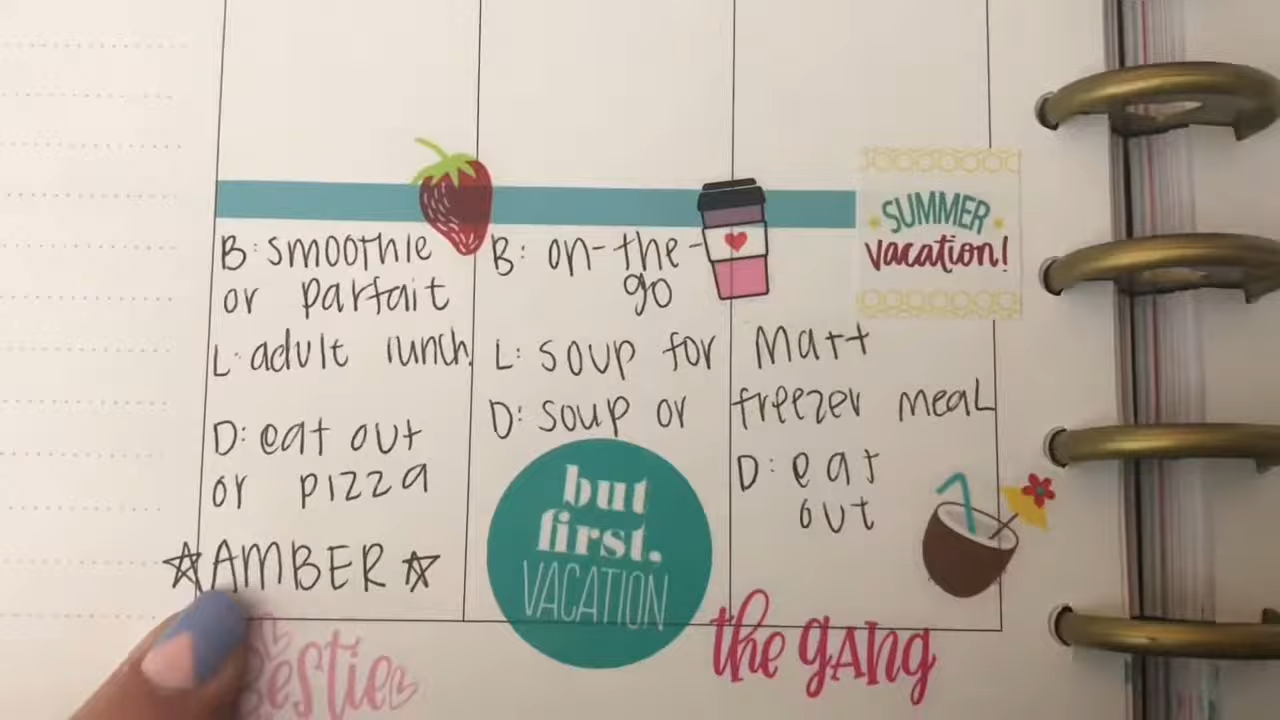 B: smoothie
or parfait
L: adult lunch
D: eat out
or pizza
AMBER
Bestie
B: on-the-
go
L: soup for Matt
D: soup or freezer meal
but
first.
VACATION
SUMMER
vacation!
D: eat
out
the gang